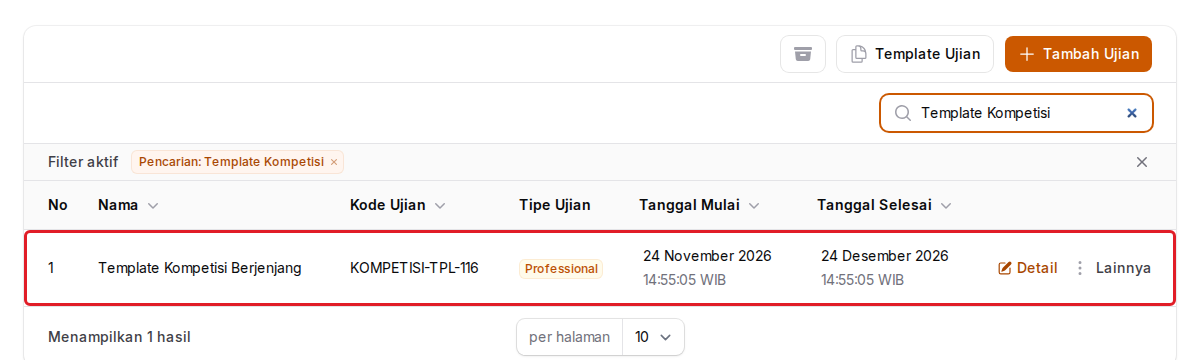 Template Ujian
Tambah Ujian
Template Kompetisi
Filter aktif
Pencarian: Template Kompetisi
No Nama Kode Ujian Tipe Ujian Tanggal Mulai Tanggal Selesai
1 Template Kompetisi Berjenjang KOMPETISI-TPL-116 Professional 24 November 2026 24 Desember 2026 Detail Lainnya
14:55:05 WIB 14:55:05 WIB
Menampilkan 1 hasil per halaman 10